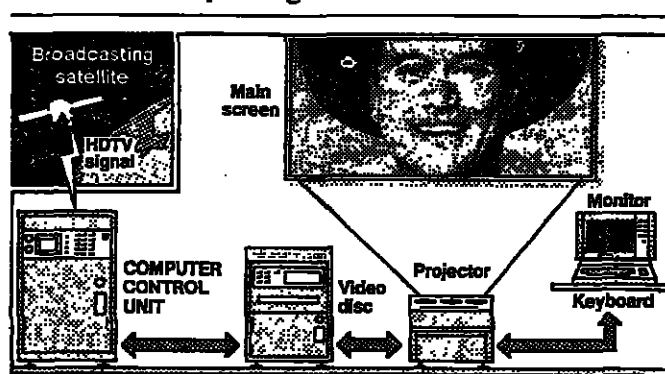 Broadcasting
satellite
HDTV
signal
Main
screen
COMPUTER
CONTROL
UNIT
Video
disc
Projector
Monitor
Keyboard